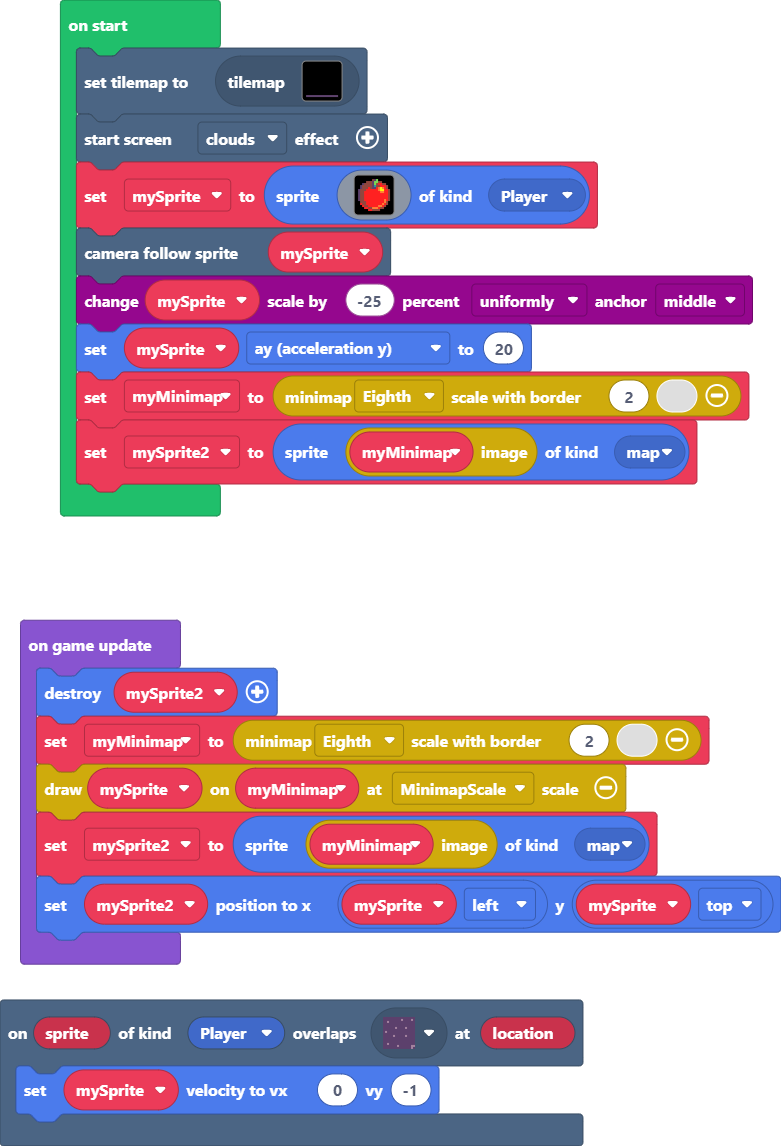 on start
set tilemap to tilemap
start screen clouds effect
set mySprite to sprite of kind Player
camera follow sprite mySprite
change mySprite scale by -25 percent uniformly anchor middle
set mySprite ay (acceleration y) to 20
set myMinimap to minimap Eighth scale with border 2
set mySprite2 to sprite myMinimap image of kind map
on game update
destroy mySprite2
set myMinimap to minimap Eighth scale with border 2
draw mySprite on myMinimap at MinimapScale scale
set mySprite2 to sprite myMinimap image of kind map
set mySprite2 position to x mySprite left y mySprite top
on sprite of kind Player overlaps at location
set mySprite velocity to vx 0 vy -1